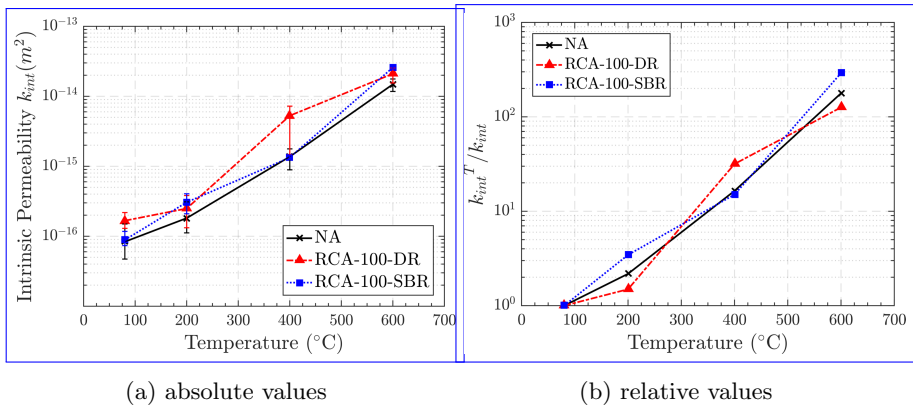 10^-13
10^-14
10^-15
10^-16
Intrinsic Permeability k_int(m^2)
0 100 200 300 400 500 600 700
Temperature (°C)
NA
RCA-100-DR
RCA-100-SBR
(a) absolute values
10^3
10^2
10^1
10^0
k_int^T/k_int
0 100 200 300 400 500 600 700
Temperature (°C)
NA
RCA-100-DR
RCA-100-SBR
(b) relative values